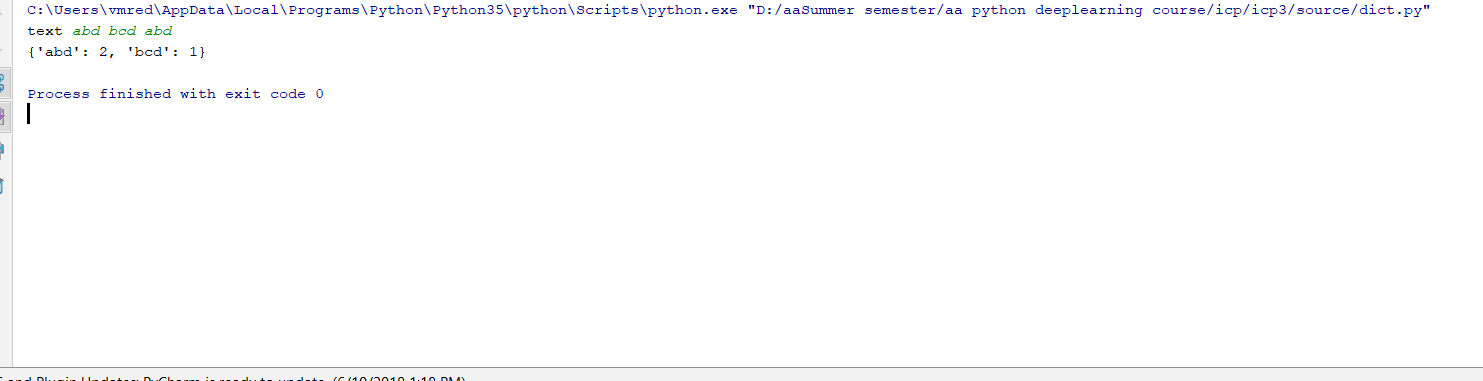 C:\Users\vmred\AppData\Local\Programs\Python\Python35\python\Scripts\python.exe "D:/aaSummer semester/aa python deeplearning course/icp/icp3/source/dict.py"
text abd bcd abd
{'abd': 2, 'bcd': 1}
Process finished with exit code 0
and Plugin Updates: PyCharm is ready to update. (6/10/2018 1:18 PM)